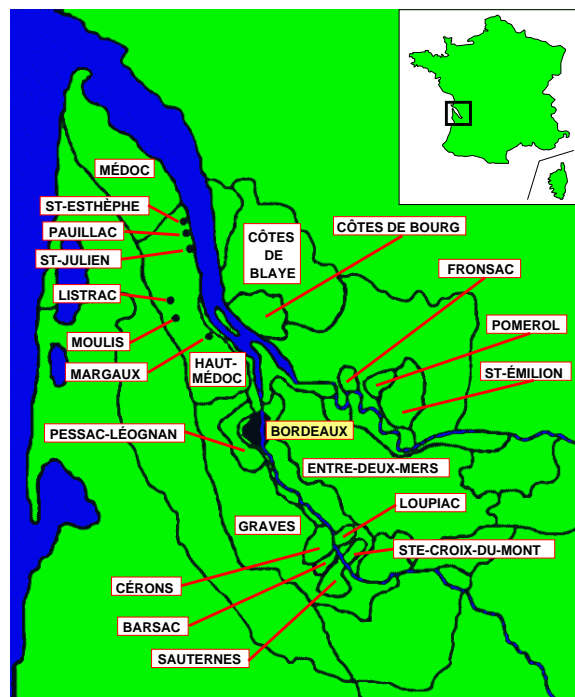 MÉDOC
ST-ESTHÈPHE
PAUILLAC
ST-JULIEN
LISTRAC
MOULIS
MARGAUX
HAUT-
MÉDOC
CÔTES
DE
BLAYE
CÔTES DE BOURG
FRONSAC
POMEROL
ST-ÉMILION
PESSAC-LÉOGNAN
BORDEAUX
ENTRE-DEUX-MERS
LOUPIAC
GRAVES
STE-CROIX-DU-MONT
CÉRONS
BARSAC
SAUTERNES